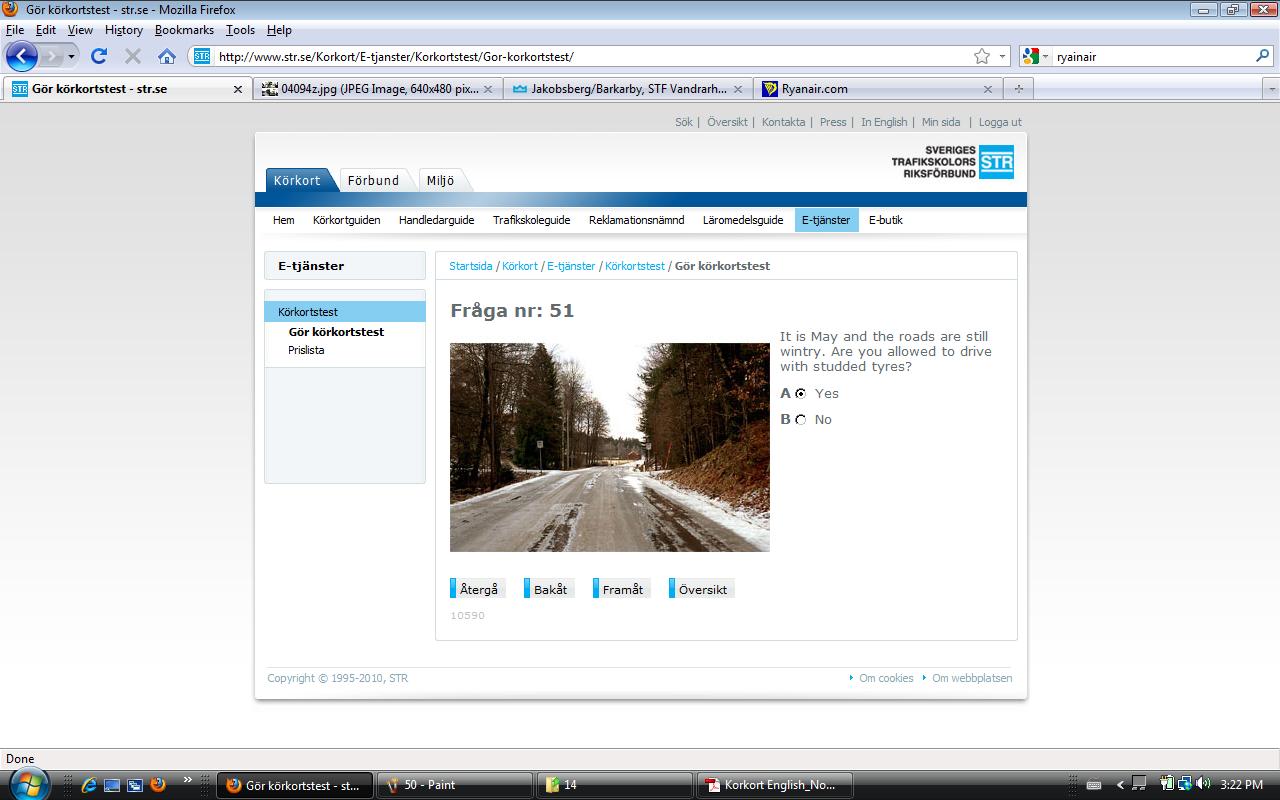 Gör körkortstest - str.se - Mozilla Firefox
File Edit View History Bookmarks Tools Help
STR http://www.str.se/Korkort/E-tjanster/Korkortstest/Gor-korkortstest/ ryainair
STR Gör körkortstest - str.se 04094z.jpg (JPEG Image, 640x480 pix... Jakobsberg/Barkarby, STF Vandrarh... Ryanair.com
Sök | Översikt | Kontakta | Press | In English | Min sida | Logga ut
SVERIGES
TRAFIKSKOLORS
RIKSFÖRBUND
STR
Körkort Förbund Miljö
Hem Körkortguiden Handledarguide Trafikskoleguide Reklamationsnämnd Läromedelsguide E-tjänster E-butik
E-tjänster
Startsida / Körkort / E-tjänster / Körkortstest / Gör körkortstest
Körkortstest
Gör körkortstest
Prislista
Fråga nr: 51
It is May and the roads are still
wintry. Are you allowed to drive
with studded tyres?
A Yes
B No
Återgå Bakåt Framåt Översikt
10590
Copyright © 1995-2010, STR Om cookies Om webbplatsen
Done
Gör körkortstest - st... 50 - Paint 14 Korkort English_No... 3:22 PM